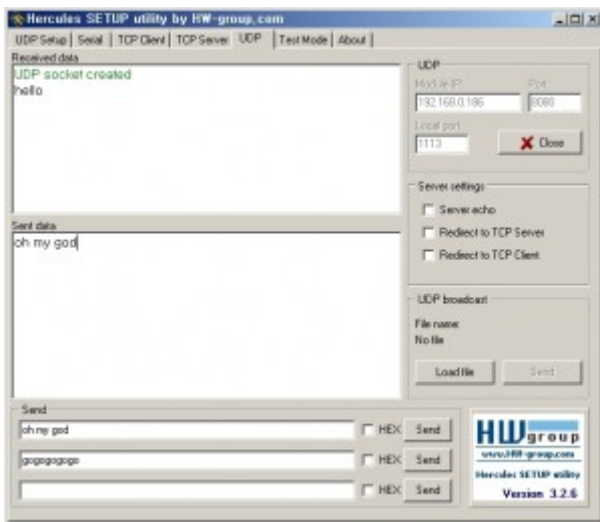 Hercules SETUP utility by HW-group.com
UDP Setup Serial TCP Client TCP Server UDP Test Mode About
Received data
UDP socket created
hello
Sent data
oh my god
UDP
Module IP Port
192.168.0.186 8080
Local port
1113 Close
Server settings
Server echo
Redirect to TCP Server
Redirect to TCP Client
UDP broadcast
File name:
No file
Load file Send
Send
oh my god HEX Send
gogogogogo HEX Send
HEX Send
HW group
www.HW-group.com
Hercules SETUP utility
Version 3.2.6